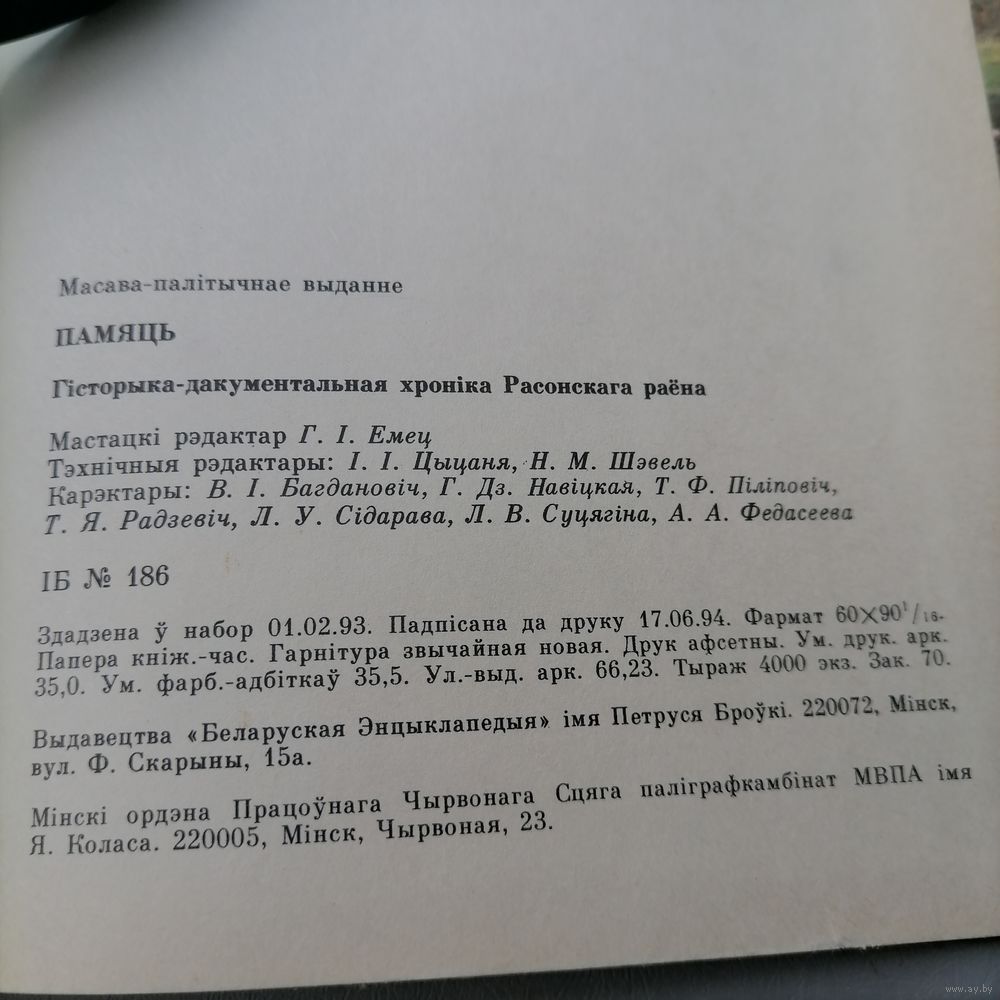 Масава-палітычнае выданне
ПАМЯЦЬ
Гісторыка-дакументальная хроніка Расонскага раёна
Мастацкі рэдактар Г. І. Емец
Тэхнічныя рэдактары: І. І. Цыцаня, Н. М. Шэвель
Карэктары: В. І. Багдановіч, Г. Дз. Навіцкая, Т. Ф. Піліповіч,
Т. Я. Радзевіч, Л. У. Сідарава, Л. В. Суцягіна, А. А. Федасеева
ІБ № 186
Здадзена ў набор 01.02.93. Падпісана да друку 17.06.94. Фармат 60×90¹/₁₆.
Папера кніж.-час. Гарнітура звычайная новая. Друк афсетны. Ум. друк. арк.
35,0. Ум. фарб.-адбіткаў 35,5. Ул.-выд. арк. 66,23. Тыраж 4000 экз. Зак. 70.
Выдавецтва «Беларуская Энцыклапедыя» імя Петруся Броўкі. 220072, Мінск,
вул. Ф. Скарыны, 15а.
Мінскі ордэна Працоўнага Чырвонага Сцяга паліграфкамбінат МВПА імя
Я. Коласа. 220005, Мінск, Чырвоная, 23.
www.ay.by